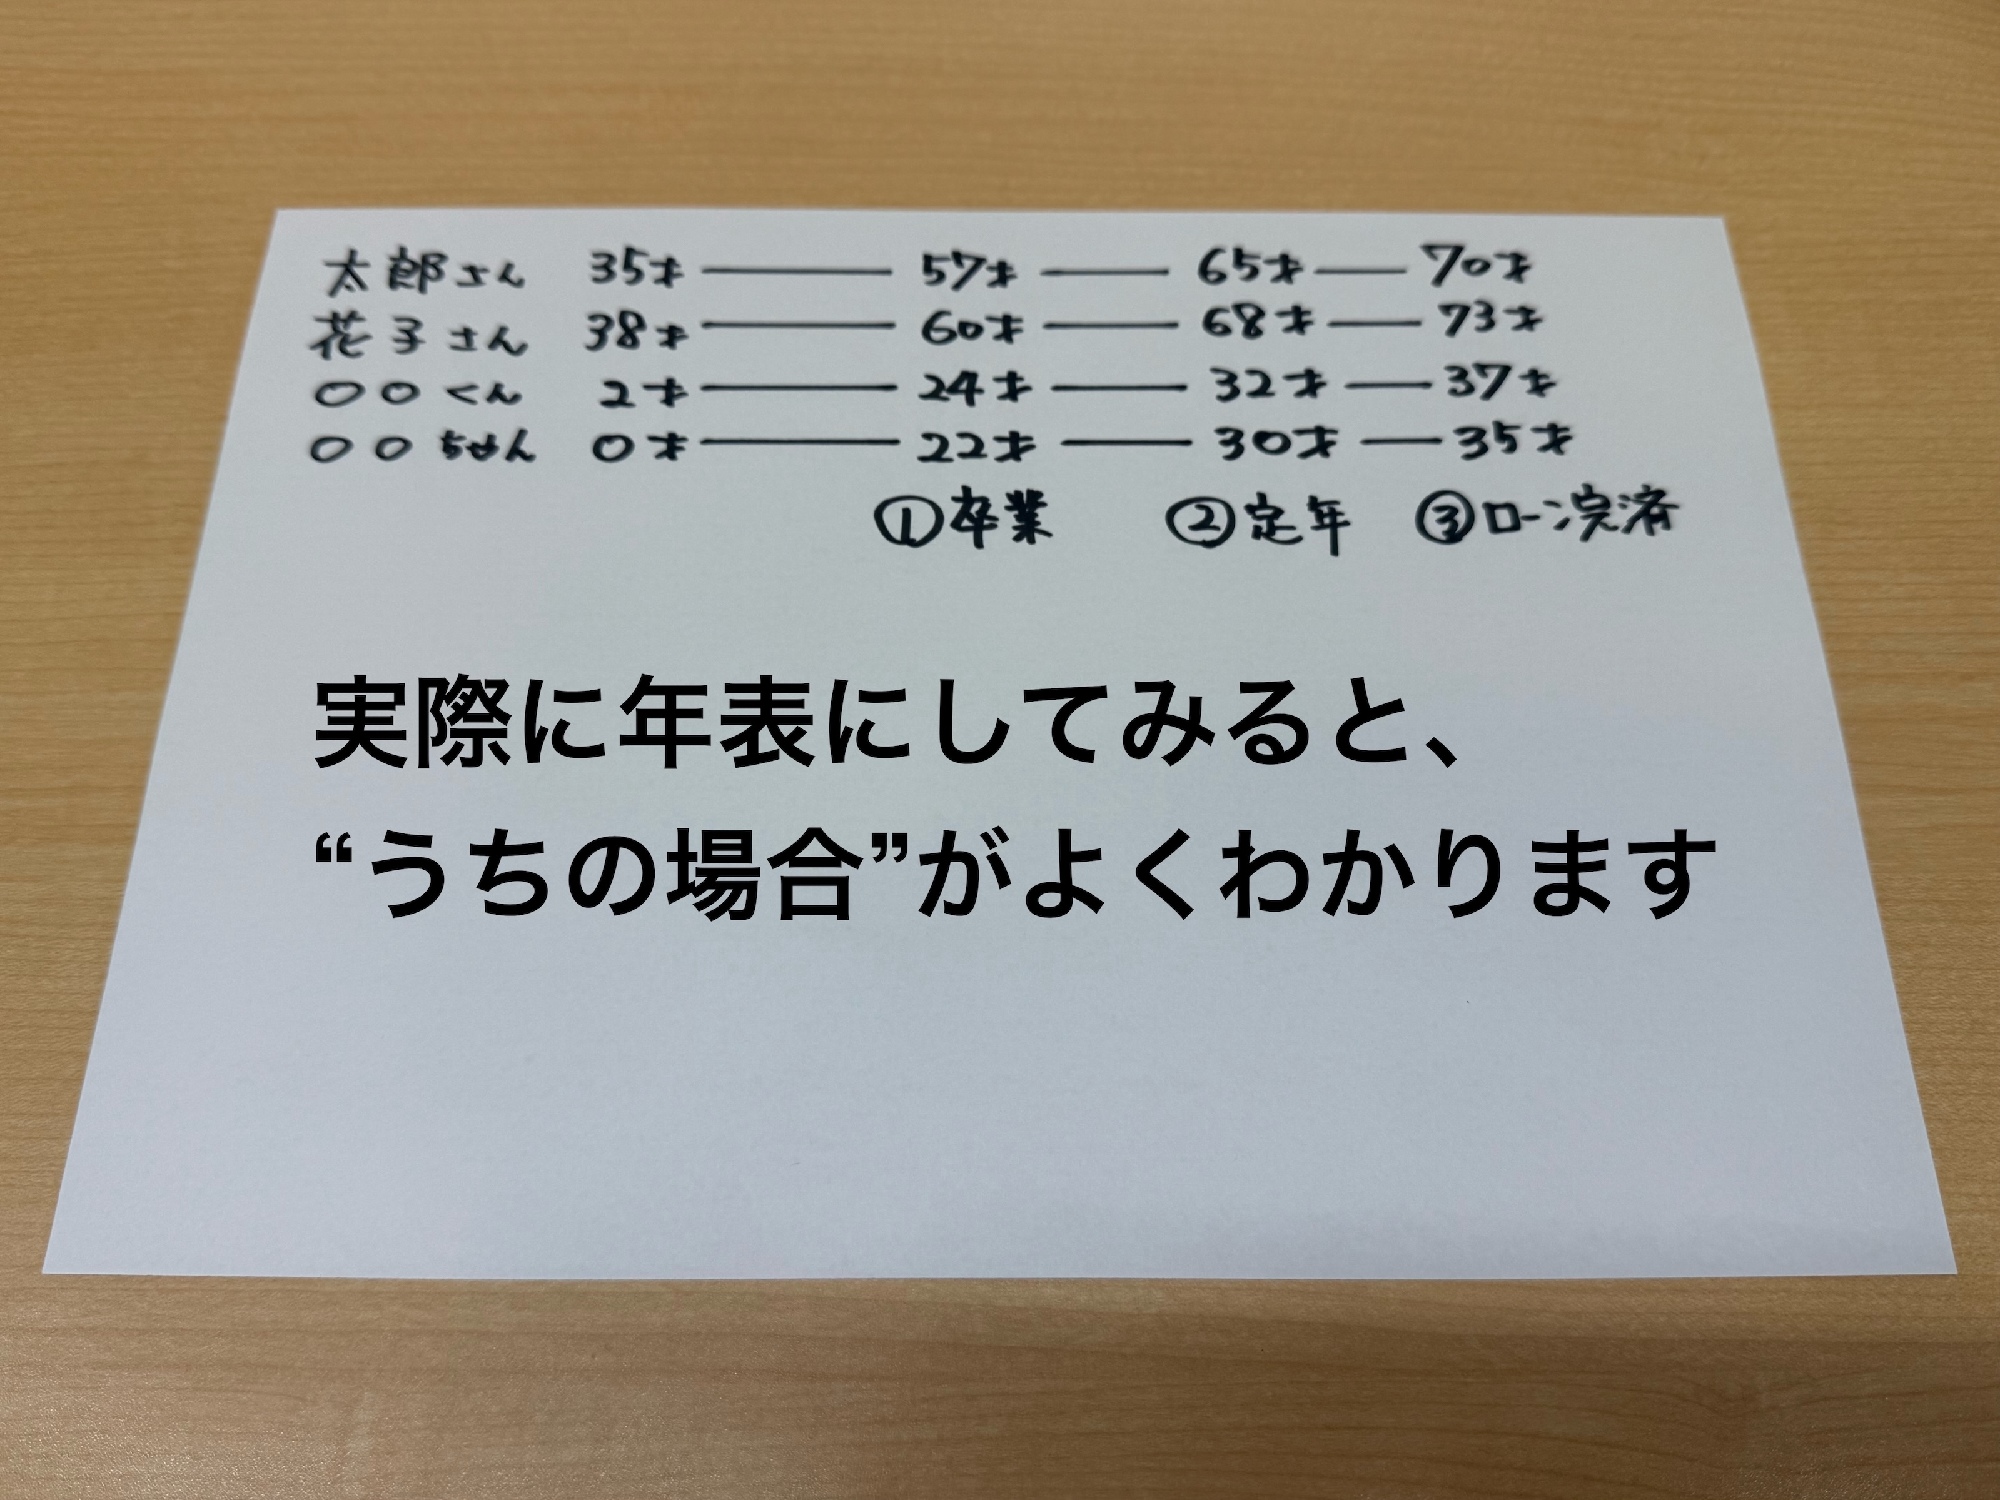 太郎さん 35才 ― 57才 ― 65才 ― 70才
花子さん 38才 ― 60才 ― 68才 ― 73才
〇〇くん 2才 ― 24才 ― 32才 ― 37才
〇〇ちゃん 0才 ― 22才 ― 30才 ― 35才
①卒業 ②定年 ③ローン完済
実際に年表にしてみると、
“うちの場合”がよくわかります